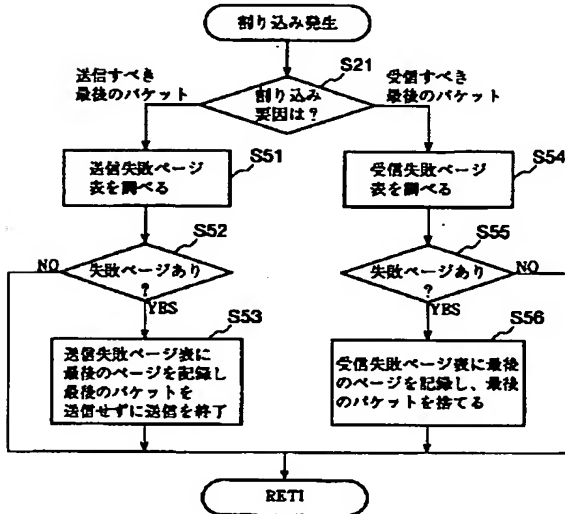 割り込み発生
S21
送信すべき
最後のパケット
割り込み
要因は?
受信すべき
最後のパケット
S51
送信失敗ページ
表を調べる
S54
受信失敗ページ
表を調べる
S52
NO
失敗ページあり
?
YES
S55
失敗ページあり
?
NO
YES
S53
送信失敗ページ表に
最後のページを記録し
最後のパケットを
送信せずに送信を終了
S56
受信失敗ページ表に最後
のページを記録し、最後
のパケットを捨てる
RETI